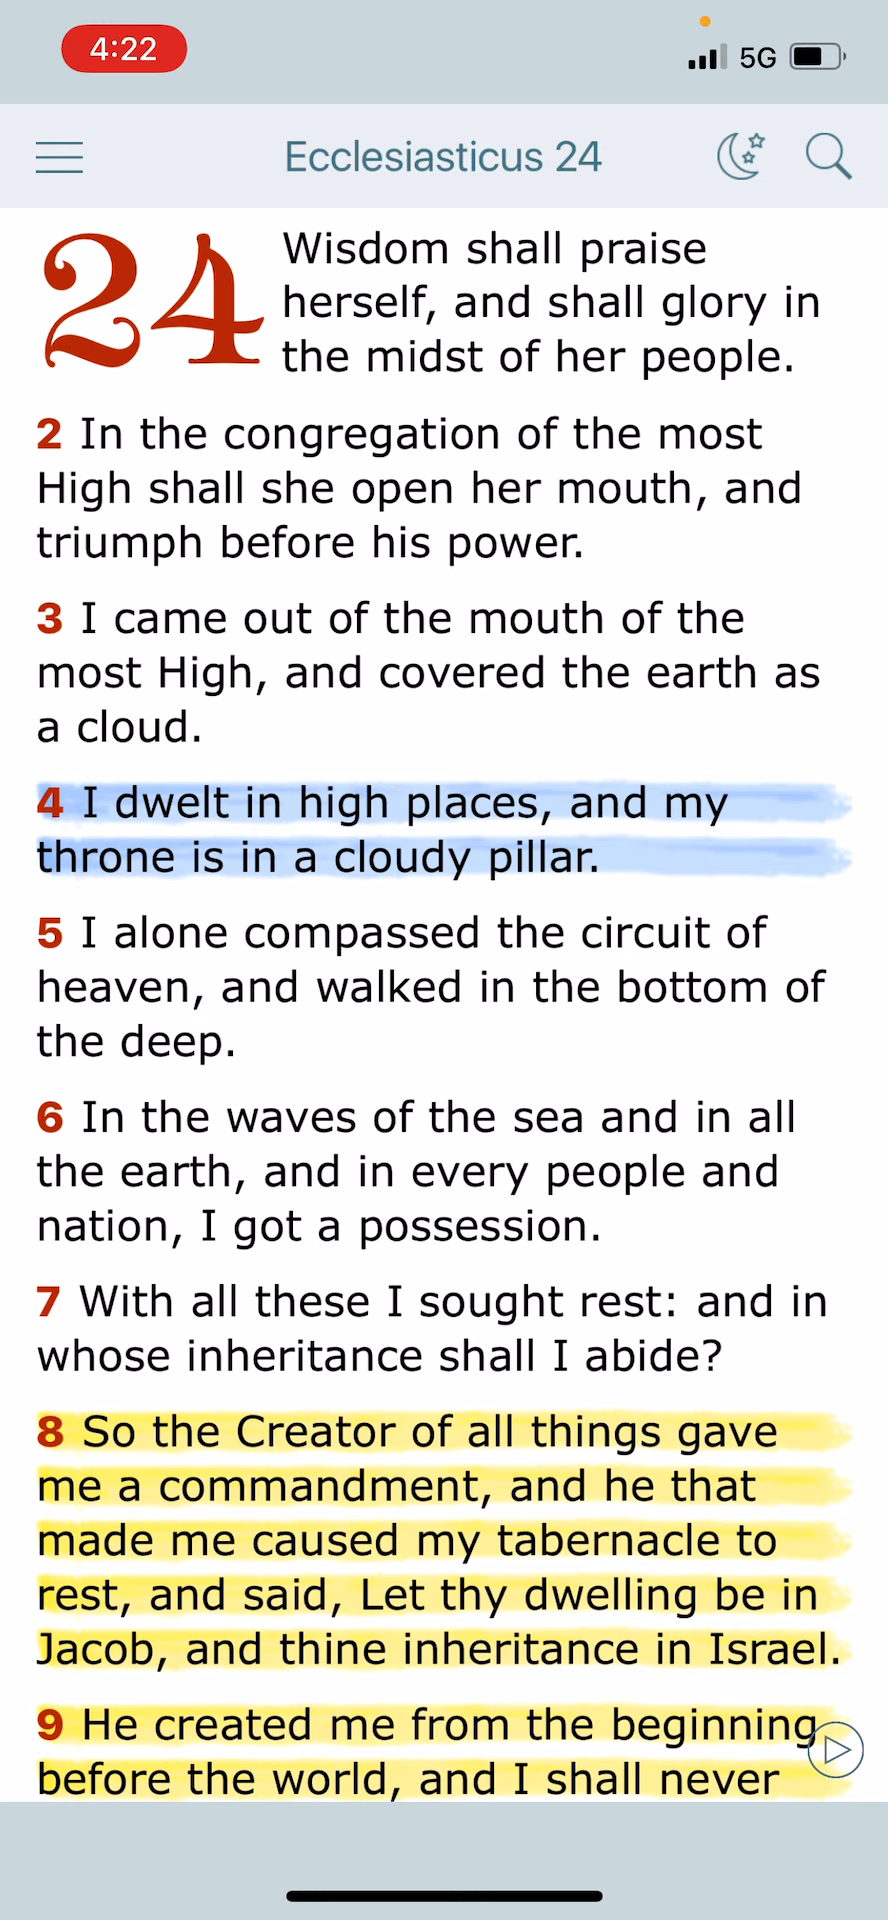 4:22
5G
Ecclesiasticus 24
24 Wisdom shall praise
herself, and shall glory in
the midst of her people.
2 In the congregation of the most
High shall she open her mouth, and
triumph before his power.
3 I came out of the mouth of the
most High, and covered the earth as
a cloud.
4 I dwelt in high places, and my
throne is in a cloudy pillar.
5 I alone compassed the circuit of
heaven, and walked in the bottom of
the deep.
6 In the waves of the sea and in all
the earth, and in every people and
nation, I got a possession.
7 With all these I sought rest: and in
whose inheritance shall I abide?
8 So the Creator of all things gave
me a commandment, and he that
made me caused my tabernacle to
rest, and said, Let thy dwelling be in
Jacob, and thine inheritance in Israel.
9 He created me from the beginning
before the world, and I shall never